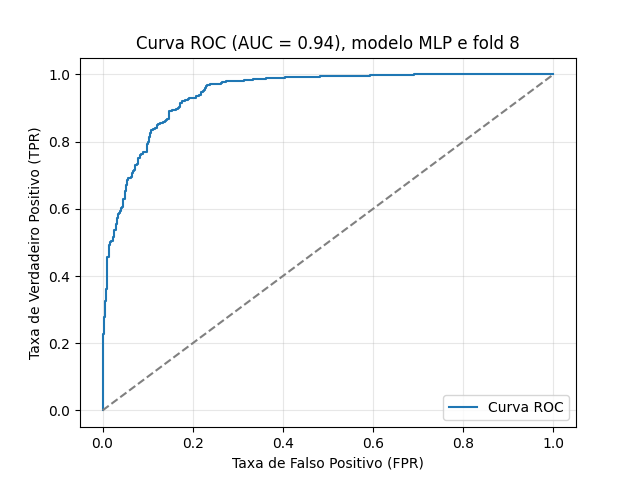 Curva ROC (AUC = 0.94), modelo MLP e fold 8
Taxa de Verdadeiro Positivo (TPR)
1.0
0.8
0.6
0.4
0.2
0.0
0.0 0.2 0.4 0.6 0.8 1.0
Taxa de Falso Positivo (FPR)
Curva ROC